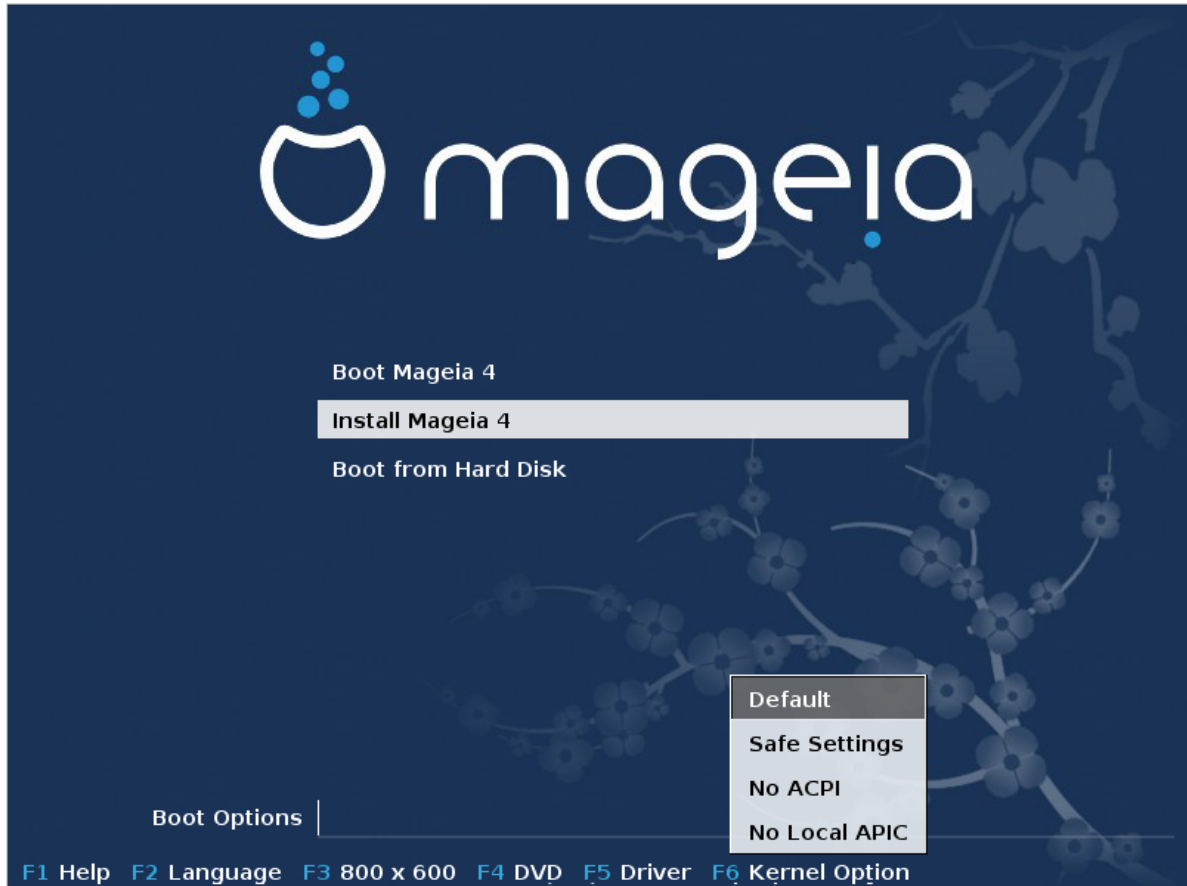 mageia
Boot Mageia 4
Install Mageia 4
Boot from Hard Disk
Default
Safe Settings
No ACPI
No Local APIC
Boot Options
F1 Help F2 Language F3 800 x 600 F4 DVD F5 Driver F6 Kernel Option